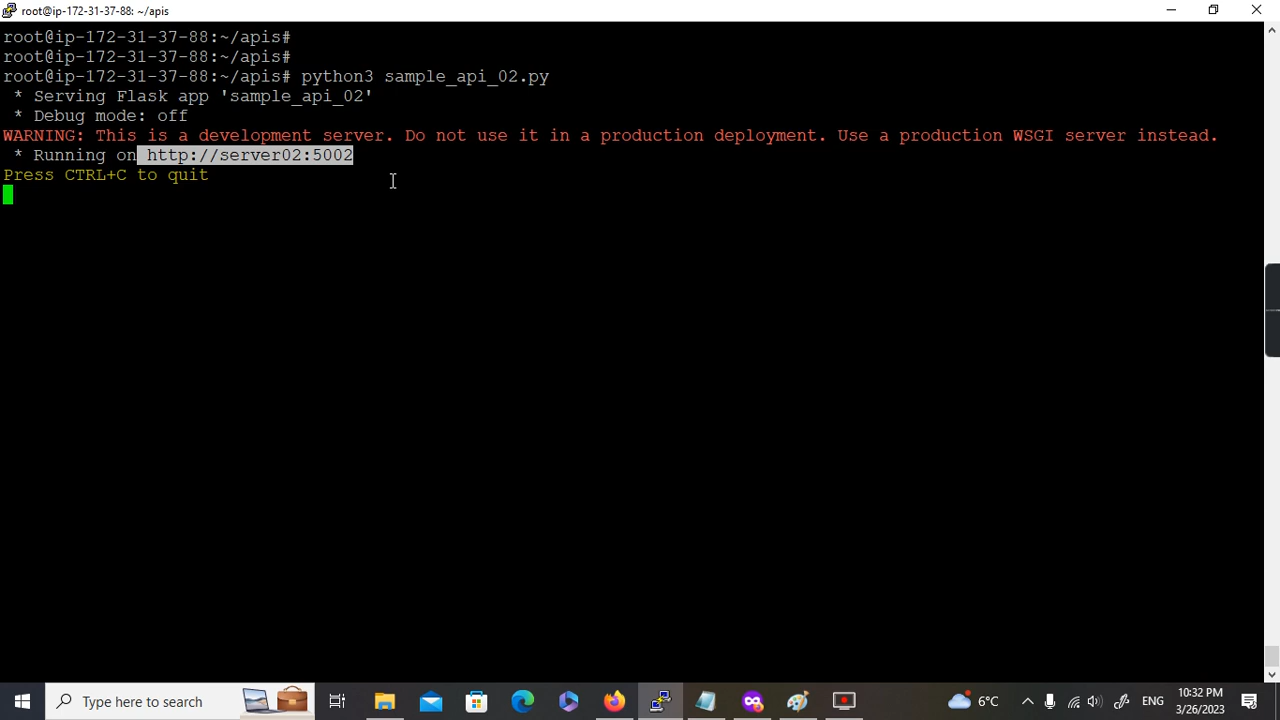 root@ip-172-31-37-88: ~/apis
root@ip-172-31-37-88:~/apis#
root@ip-172-31-37-88:~/apis#
root@ip-172-31-37-88:~/apis# python3 sample_api_02.py
* Serving Flask app 'sample_api_02'
* Debug mode: off
WARNING: This is a development server. Do not use it in a production deployment. Use a production WSGI server instead.
* Running on http://server02:5002
Press CTRL+C to quit
Type here to search
6°C
ENG
10:32 PM
3/26/2023